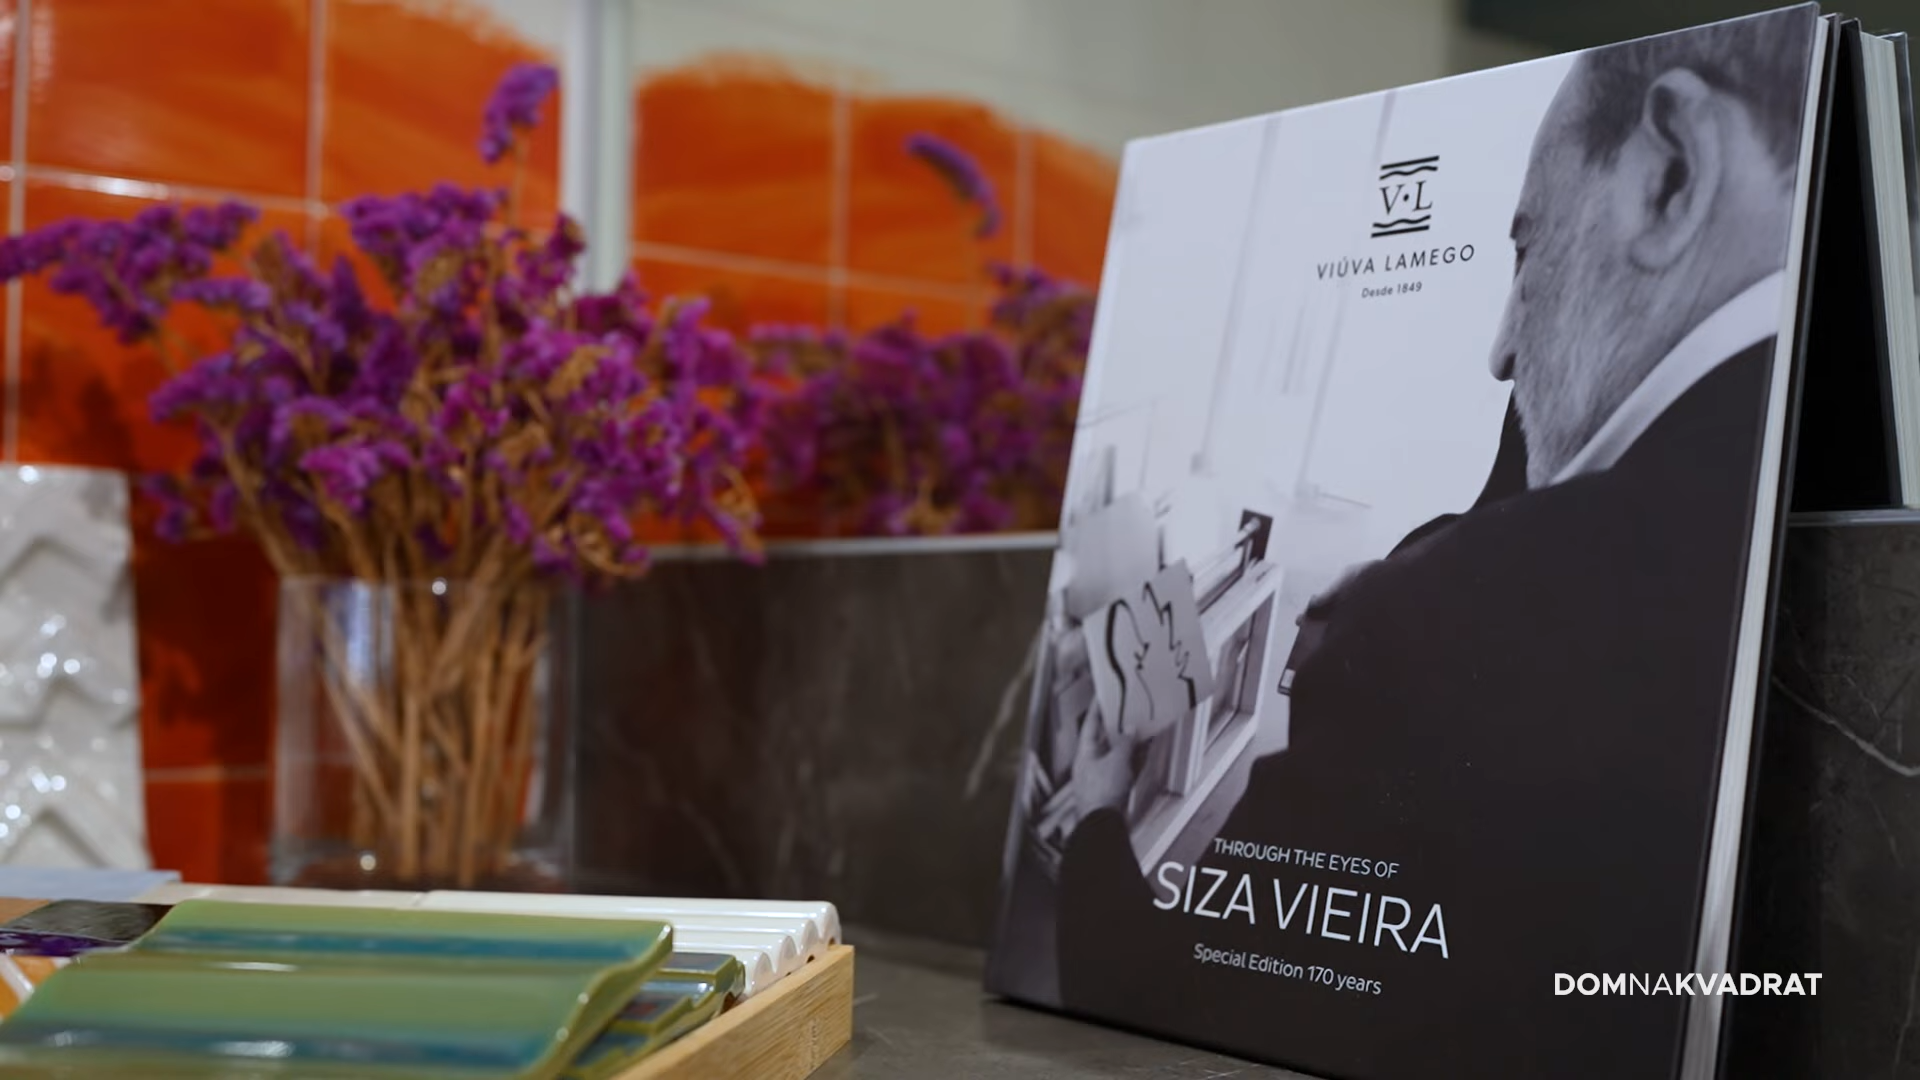 V·L
VIÚVA LAMEGO
Desde 1849
THROUGH THE EYES OF
SIZA VIEIRA
Special Edition 170 years
DOMNAKVADRAT